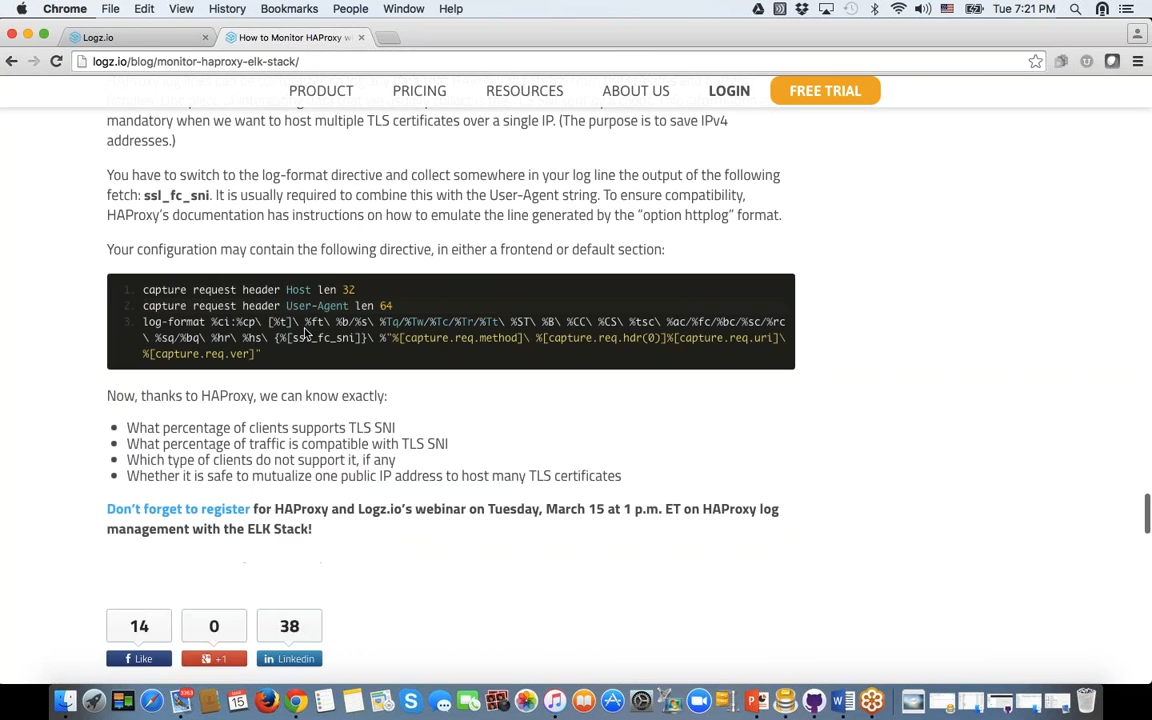 Chrome File Edit View History Bookmarks People Window Help Tue 7:21 PM
Logz.io × How to Monitor HAProxy w ×
logz.io/blog/monitor-haproxy-elk-stack/
PRODUCT PRICING RESOURCES ABOUT US LOGIN FREE TRIAL
mandatory when we want to host multiple TLS certificates over a single IP. (The purpose is to save IPv4
addresses.)
You have to switch to the log-format directive and collect somewhere in your log line the output of the following
fetch: ssl_fc_sni. It is usually required to combine this with the User-Agent string. To ensure compatibility,
HAProxy's documentation has instructions on how to emulate the line generated by the "option httplog" format.
Your configuration may contain the following directive, in either a frontend or default section:
1. capture request header Host len 32
2. capture request header User-Agent len 64
3. log-format %ci:%cp\ [%t]\ %ft\ %b/%s\ %Tq/%Tw/%Tc/%Tr/%Tt\ %ST\ %B\ %CC\ %CS\ %tsc\ %ac/%fc/%bc/%sc/%rc
\ %sq/%bq\ %hr\ %hs\ {%[ssl_fc_sni]}\ %"%[capture.req.method]\ %[capture.req.hdr(0)]%[capture.req.uri]\
%[capture.req.ver]"
Now, thanks to HAProxy, we can know exactly:
What percentage of clients supports TLS SNI
What percentage of traffic is compatible with TLS SNI
Which type of clients do not support it, if any
Whether it is safe to mutualize one public IP address to host many TLS certificates
Don't forget to register for HAProxy and Logz.io's webinar on Tuesday, March 15 at 1 p.m. ET on HAProxy log
management with the ELK Stack!
14 0 38
Like +1 Linkedin